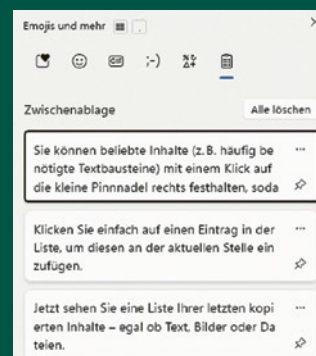 Emojis und mehr
GIF
;-)
Zwischenablage
Alle löschen
Sie können beliebte Inhalte (z. B. häufig be
nötigte Textbausteine) mit einem Klick auf
die kleine Pinnnadel rechts festhalten, soda
Klicken Sie einfach auf einen Eintrag in der
Liste, um diesen an der aktuellen Stelle ein
zufügen.
Jetzt sehen Sie eine Liste Ihrer letzten kopi
erten Inhalte – egal ob Text, Bilder oder Da
teien.